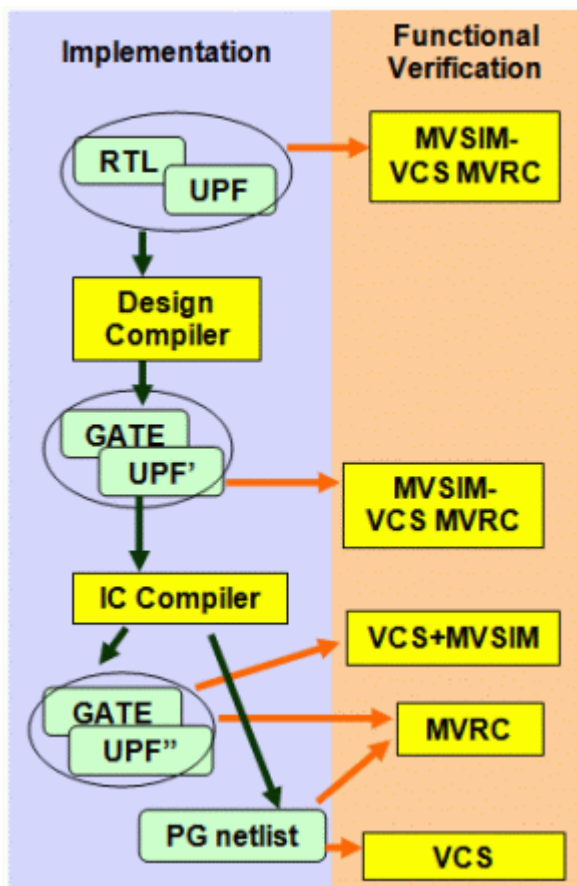 Implementation
Functional
Verification
RTL
UPF
MVSIM-
VCS MVRC
Design
Compiler
GATE
UPF’
MVSIM-
VCS MVRC
IC Compiler
VCS+MVSIM
GATE
UPF”
MVRC
PG netlist
VCS